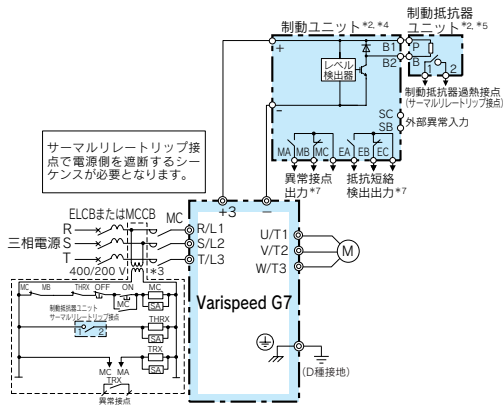 制動ユニット*2, *4
制動抵抗器
ユニット*2, *5
+
B1
P
B2
B
1 2
レベル
検出器
制動抵抗器過熱接点
(サーマルリレートリップ接点)
-
SC
SB
外部異常入力
MA MB MC EA EB EC
異常接点
出力*7
抵抗短絡
検出出力*7
サーマルリレートリップ接
点で電源側を遮断するシー
ケンスが必要となります。
+3 −
ELCBまたはMCCB MC
R R/L1 U/T1
三相電源 S S/L2 V/T2 M
T T/L3 W/T3
400/200 V *3
MC MB THRX OFF ON MC
MC SA
Varispeed G7
制動抵抗器ユニット
サーマルリレートリップ接点
1 2
THRX
SA
TRX
SA
MC MA
TRX
異常接点
(D種接地)